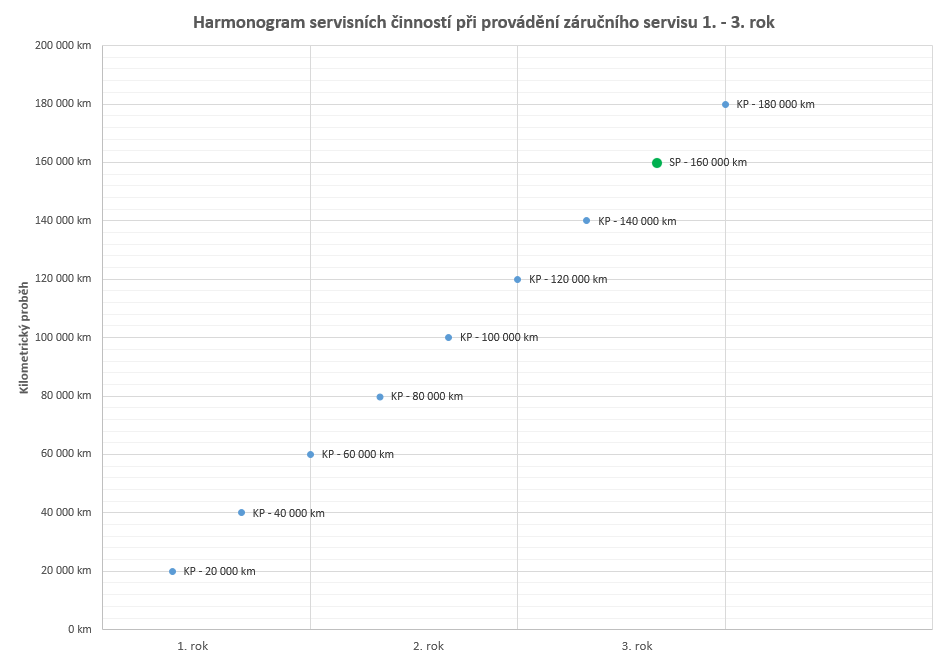 Harmonogram servisních činností při provádění záručního servisu 1. - 3. rok
200 000 km
180 000 km
KP - 180 000 km
160 000 km
SP - 160 000 km
140 000 km
KP - 140 000 km
120 000 km
KP - 120 000 km
Kilometrický proběh
100 000 km
KP - 100 000 km
80 000 km
KP - 80 000 km
60 000 km
KP - 60 000 km
40 000 km
KP - 40 000 km
20 000 km
KP - 20 000 km
0 km
1. rok
2. rok
3. rok